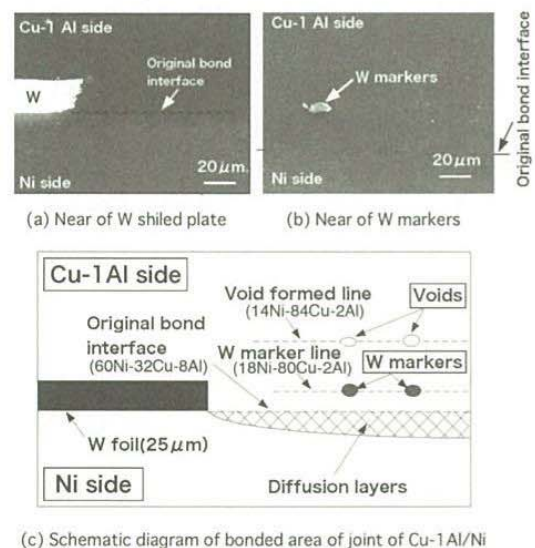 Cu-1 Al side
Original bond
interface
W
20μm.
Ni side
Cu-1 Al side
W markers
20μm
Ni side
Original bond interface
(a) Near of W shiled plate
(b) Near of W markers
Cu-1Al side
Void formed line
(14Ni-84Cu-2Al)
Voids
Original bond
interface
(60Ni-32Cu-8Al)
W marker line
(18Ni-80Cu-2Al)
W markers
W foil(25μm)
Ni side
Diffusion layers
(c) Schematic diagram of bonded area of joint of Cu-1Al/Ni